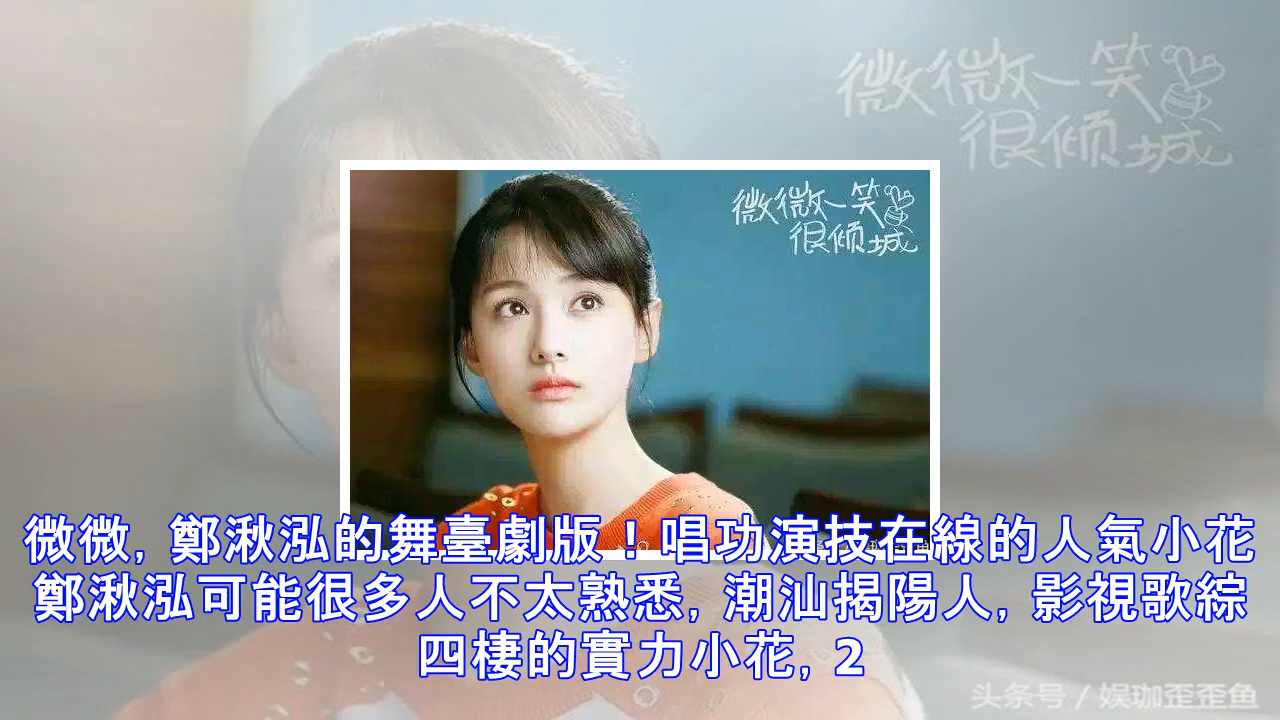 微微一笑
很倾城
微微一笑
很倾城
微微, 鄭湫泓的舞臺劇版！唱功演技在線的人氣小花
鄭湫泓可能很多人不太熟悉, 潮汕揭陽人, 影視歌綜
四棲的實力小花, 2
头条号 / 娱珈歪歪鱼